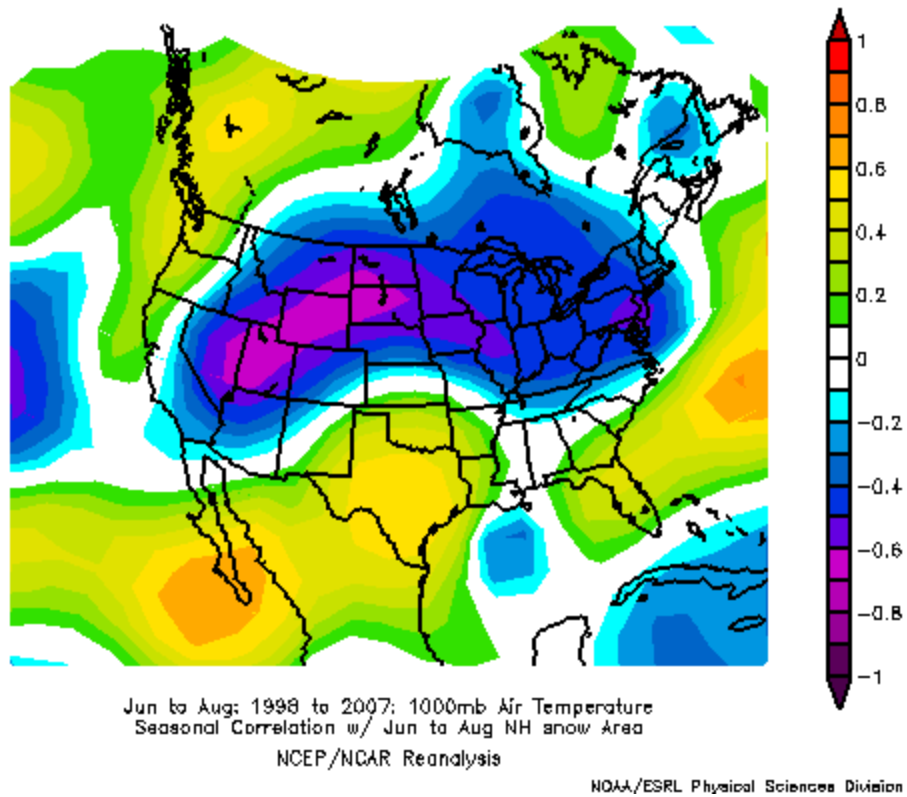 1
0.8
0.6
0.4
0.2
0
-0.2
-0.4
-0.6
-0.8
-1
Jun to Aug: 1998 to 2007: 1000mb Air Temperature
Seasonal Correlation w/ Jun to Aug NH snow Area
NCEP/NCAR Reanalysis
NOAA/ESRL Physical Sciences Division